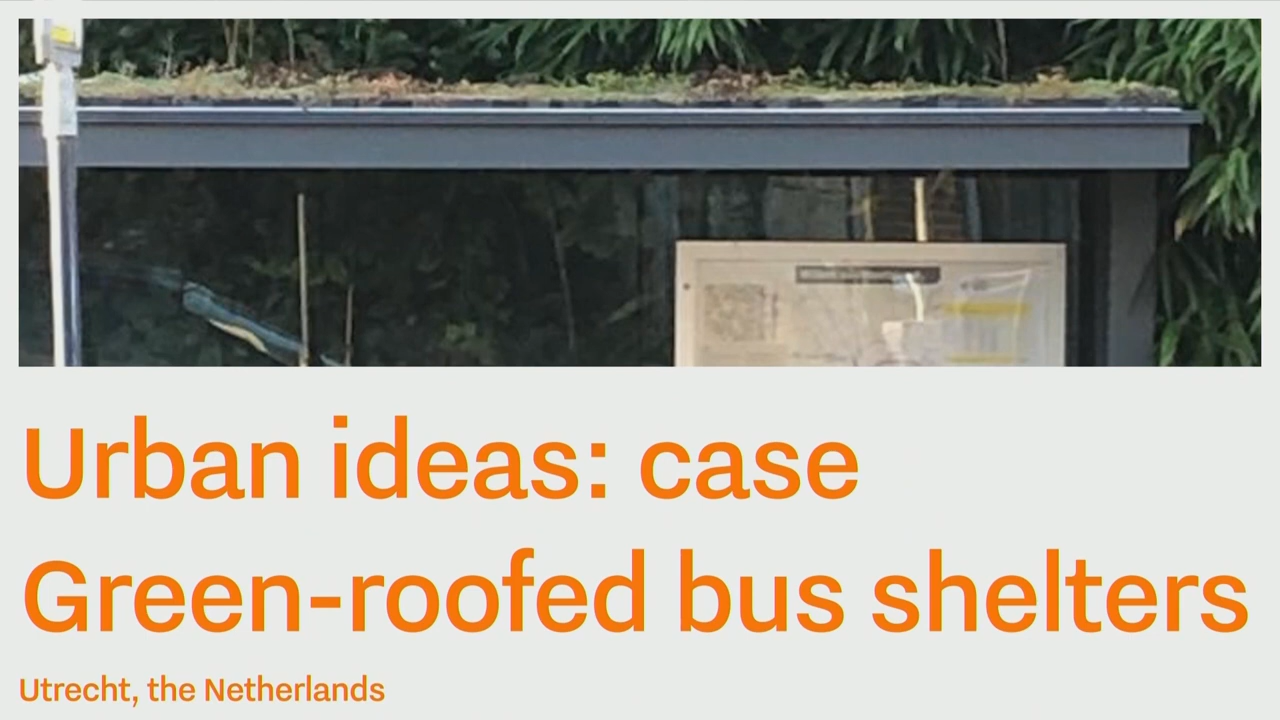 Urban ideas: case
Green-roofed bus shelters
Utrecht, the Netherlands